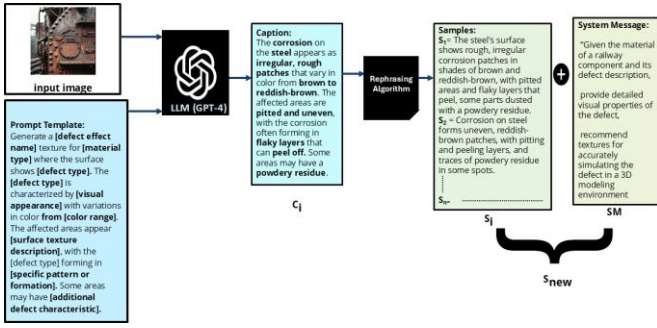 input image
Prompt Template:
Generate a [defect effect
name] texture for [material
type] where the surface
shows [defect type]. The
[defect type] is
characterized by [visual
appearance] with variations
in color from [color range].
The affected areas appear
[surface texture
description], with the
[defect type] forming in
[specific pattern or
formation]. Some areas
may have [additional
defect characteristic].
LLM (GPT-4)
Caption:
The corrosion on
the steel appears as
irregular, rough
patches that vary in
color from brown to
reddish-brown. The
affected areas are
pitted and uneven,
with the corrosion
often forming in
flaky layers that
can peel off. Some
areas may have a
powdery residue.
Ci
Rephrasing
Algorithm
Samples:
S1= The steel's surface
shows rough, irregular
corrosion patches in
shades of brown and
reddish-brown, with pitted
areas and flaky layers that
peel, some parts dusted
with a powdery residue.
S2 = Corrosion on steel
forms uneven, reddish-
brown patches, with pitting
and peeling layers, and
traces of powdery residue
in some spots.
Si
System Message:
"Given the material
of a railway
component and its
defect description,
provide detailed
visual properties of
the defect,
recommend
textures for
accurately
simulating the
defect in a 3D
modeling
environment
SM
Snew